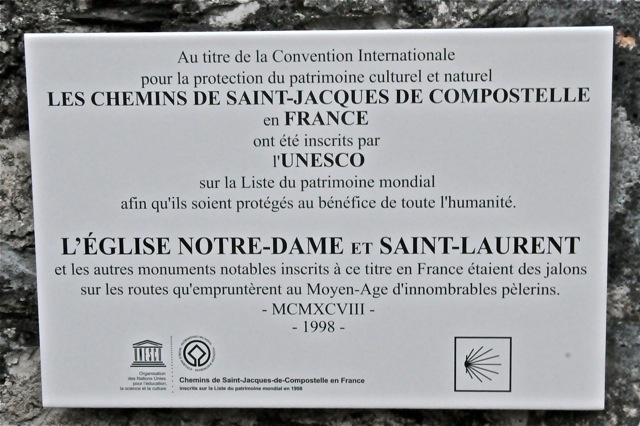 Au titre de la Convention Internationale
pour la protection du patrimoine culturel et naturel
LES CHEMINS DE SAINT-JACQUES DE COMPOSTELLE
en FRANCE
ont été inscrits par
l'UNESCO
sur la Liste du patrimoine mondial
afin qu'ils soient protégés au bénéfice de toute l'humanité.
L'ÉGLISE NOTRE-DAME ET SAINT-LAURENT
et les autres monuments notables inscrits à ce titre en France étaient des jalons
sur les routes qu'empruntèrent au Moyen-Age d'innombrables pèlerins.
- MCMXCVIII -
- 1998 -
UNESCO
Organisation
des Nations Unies
pour l'éducation,
la science et la culture
Chemins de Saint-Jacques-de-Compostelle en France
inscrits sur la Liste du patrimoine mondial en 1998